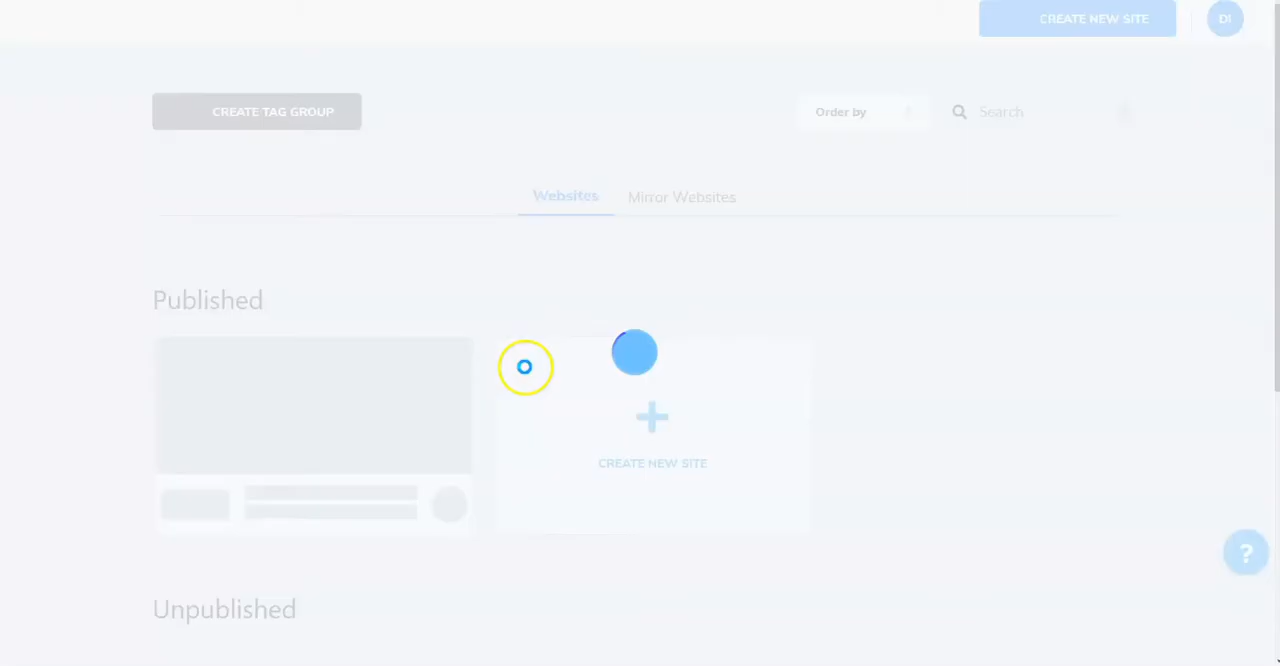 CREATE NEW SITE
DI
CREATE TAG GROUP
Order by
Search
Websites
Mirror Websites
Published
CREATE NEW SITE
?
Unpublished